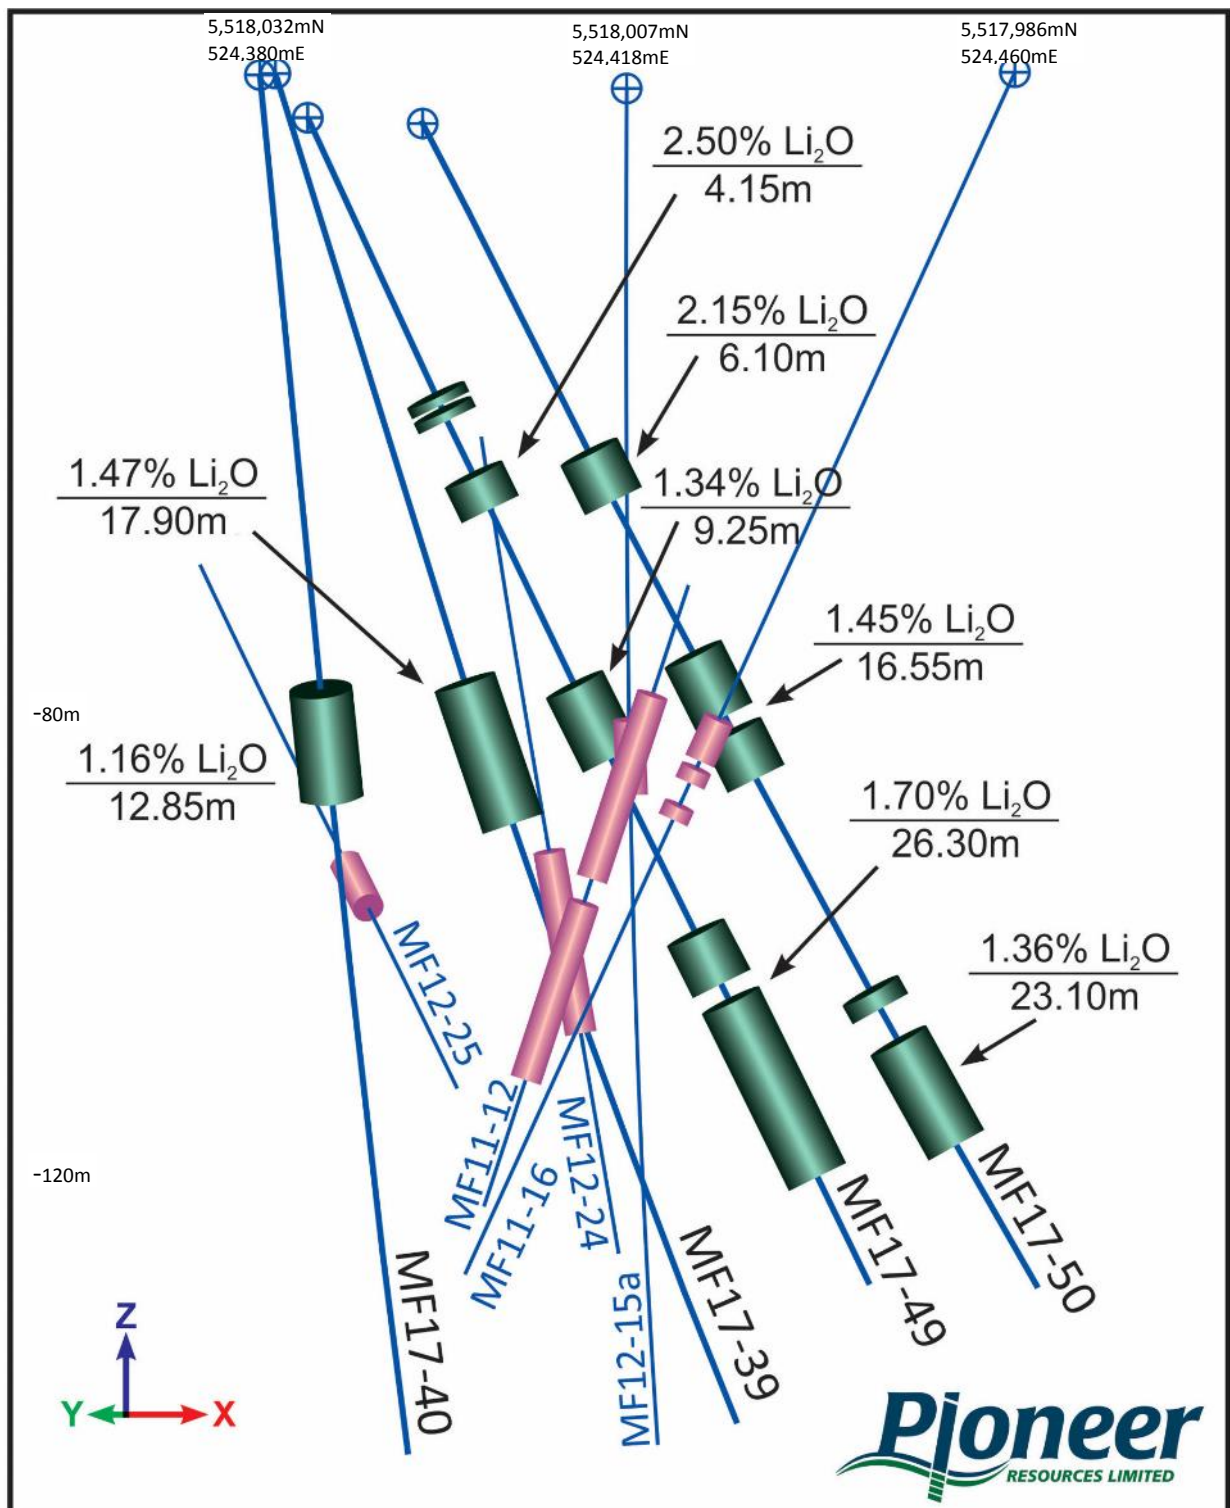 5,518,032mN
524,380mE
5,518,007mN
524,418mE
5,517,986mN
524,460mE
2.50% Li₂O
4.15m
2.15% Li₂O
6.10m
1.47% Li₂O
17.90m
1.34% Li₂O
9.25m
1.45% Li₂O
16.55m
-80m
1.16% Li₂O
12.85m
1.70% Li₂O
26.30m
1.36% Li₂O
23.10m
MF12-25
MF11-12
MF11-16
MF12-24
-120m
MF12-15a
MF17-40
MF17-39
MF17-49
MF17-50
Z
Y
X
Pioneer
RESOURCES LIMITED